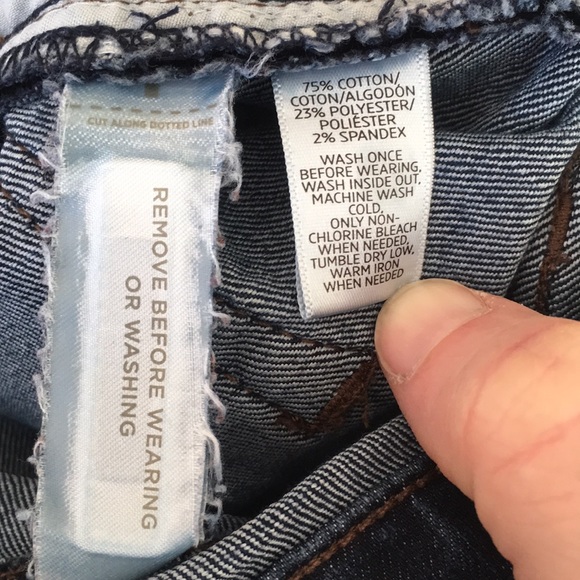 CUT ALONG DOTTED LINE
REMOVE BEFORE WEARING
OR WASHING
75% COTTON/
COTON/ALGODÓN
23% POLYESTER/
POLIÉSTER/
2% SPANDEX
WASH ONCE
BEFORE WEARING,
WASH INSIDE OUT,
MACHINE WASH
COLD,
ONLY NON-
CHLORINE BLEACH
WHEN NEEDED,
TUMBLE DRY LOW,
WARM IRON
WHEN NEEDED